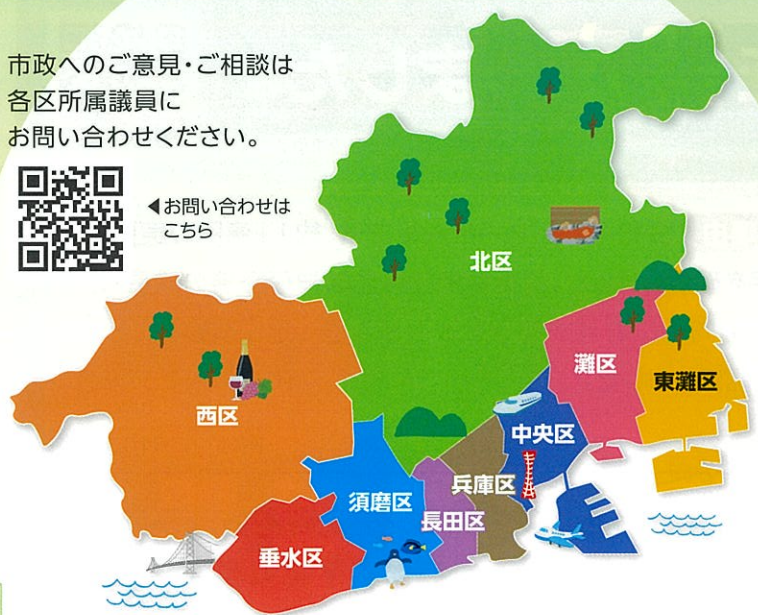 市政へのご意見・ご相談は
各区所属議員に
お問い合わせください。
◀お問い合わせは
こちら
北区
灘区
東灘区
西区
中央区
兵庫区
須磨区
長田区
垂水区